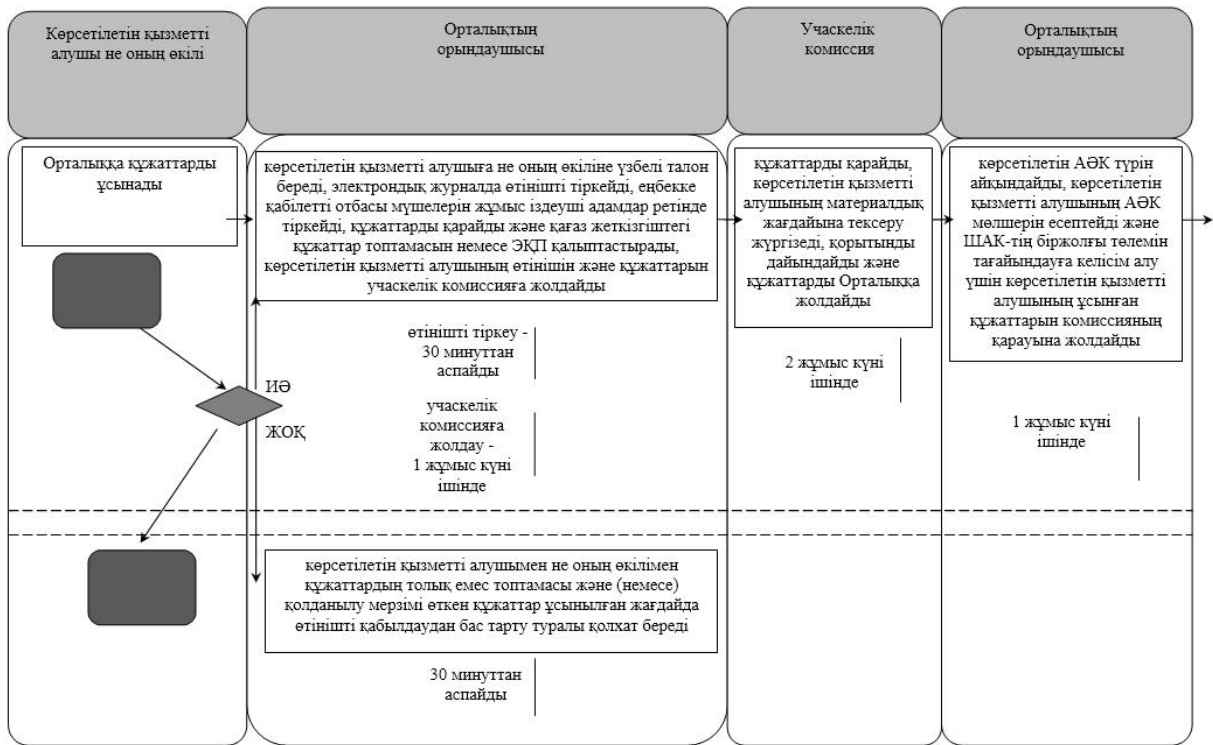 Көрсетілетін қызметті
алушы не оның өкілі
Орталықтың
орындаушысы
Учаскелік
комиссия
Орталықтың
орындаушысы
Орталыққа құжаттарды
ұсынады
көрсетілетін қызметті алушыға не оның өкіліне үзбелі талон
береді, электрондық журналда өтінішті тіркейді, еңбекке
қабілетті отбасы мүшелерін жұмыс іздеуші адамдар ретінде
тіркейді, құжаттарды қарайды және қағаз жеткізгіштегі
құжаттар топтамасын немесе ЭҚП қалыптастырады,
көрсетілетін қызметті алушының өтінішін және құжаттарын
учаскелік комиссияға жолдайды
құжаттарды қарайды,
көрсетілетін қызметті
алушының материалдық
жағдайына тексеру
жүргізеді, қорытынды
дайындайды және
құжаттарды Орталыққа
жолдайды
көрсетілетін АӘК түрін
айқындайды, көрсетілетін
қызметті алушының АӘК
мөлшерін есептейді және
ШАК-тің біржолғы төлемін
тағайындауға келісім алу
үшін көрсетілетін қызметті
алушының ұсынған
құжаттарын комиссияның
қарауына жолдайды
өтінішті тіркеу -
30 минуттан
аспайды
2 жұмыс күні
ішінде
ИӘ
ЖОҚ
учаскелік
комиссияға
жолдау -
1 жұмыс күні
ішінде
1 жұмыс күні
ішінде
көрсетілетін қызметті алушымен не оның өкілімен
құжаттардың толық емес топтамасы және (немесе)
қолданылу мерзімі өткен құжаттар ұсынылған жағдайда
өтінішті қабылдаудан бас тарту туралы қолхат береді
30 минуттан
аспайды